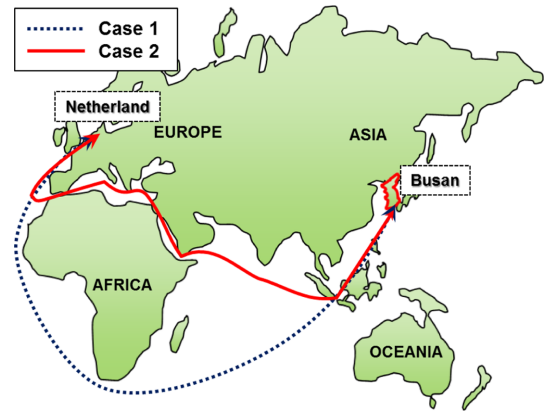 Case 1
Case 2
Netherland
EUROPE
ASIA
Busan
AFRICA
OCEANIA